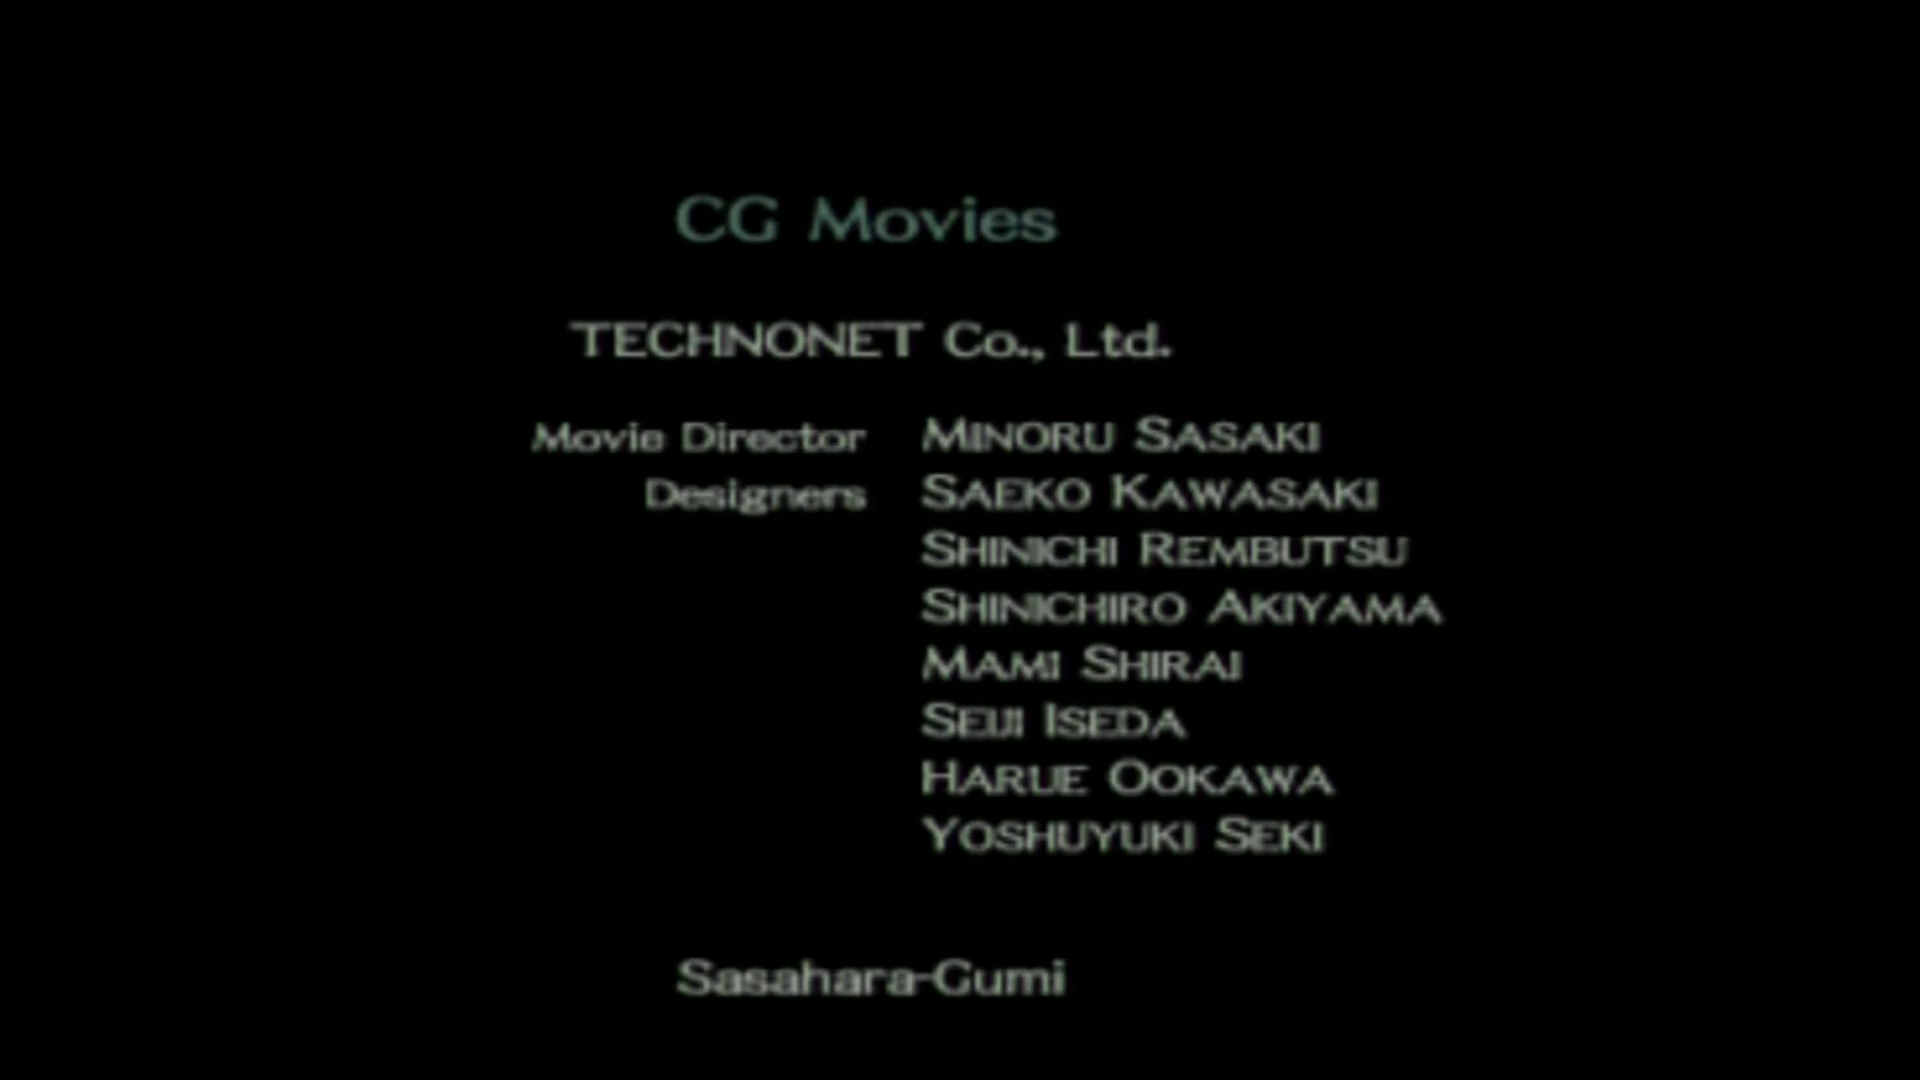 CG Movies
TECHNONET Co., Ltd.
Movie Director MINORU SASAKI
Designers SAEKO KAWASAKI
SHINICHI REMBUTSU
SHINICHIRO AKIYAMA
MAMI SHIRAI
SEIJI ISEDA
HARUE OOKAWA
YOSHUYUKI SEKI
Sasahara-Gumi